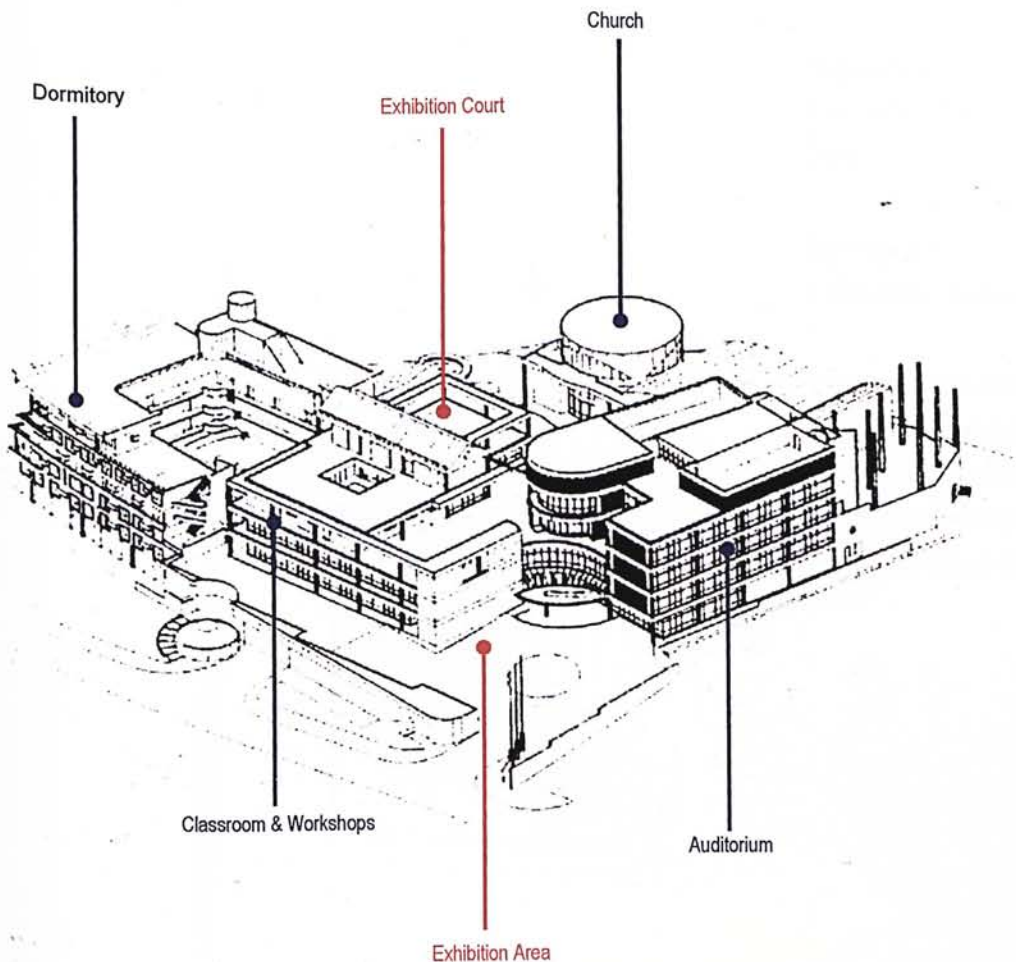 Church
Dormitory
Exhibition Court
Classroom & Workshops
Auditorium
Exhibition Area